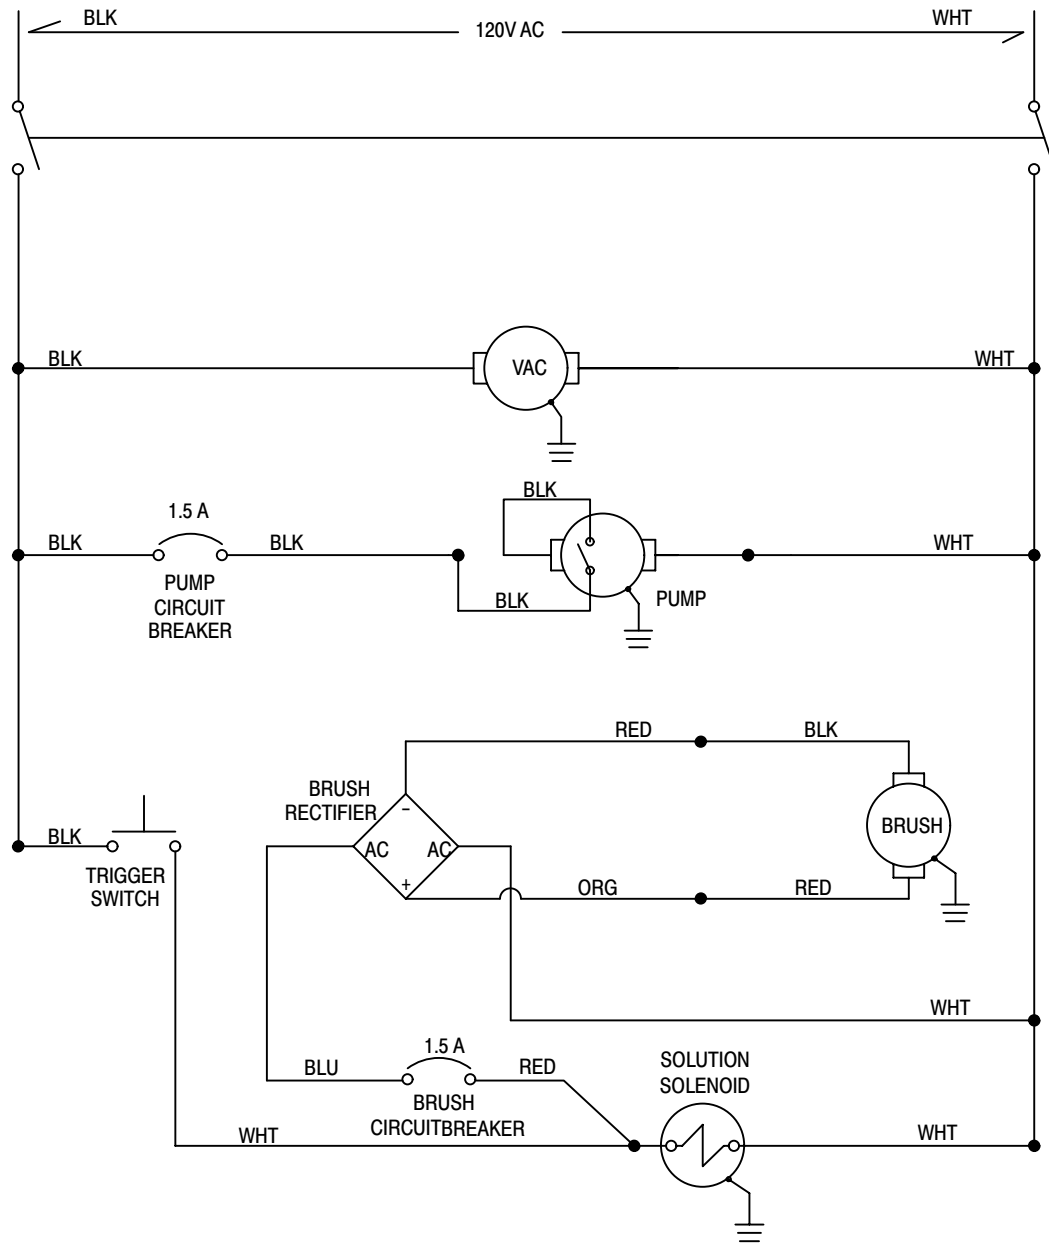 BLK
120V AC
WHT
BLK
VAC
WHT
1.5 A
BLK
BLK
PUMP
CIRCUIT
BREAKER
BLK
BLK
PUMP
WHT
RED
BLK
BRUSH
RECTIFIER
–
AC
AC
+
BRUSH
BLK
TRIGGER
SWITCH
ORG
RED
WHT
1.5 A
BLU
RED
BRUSH
CIRCUITBREAKER
SOLUTION
SOLENOID
WHT
WHT